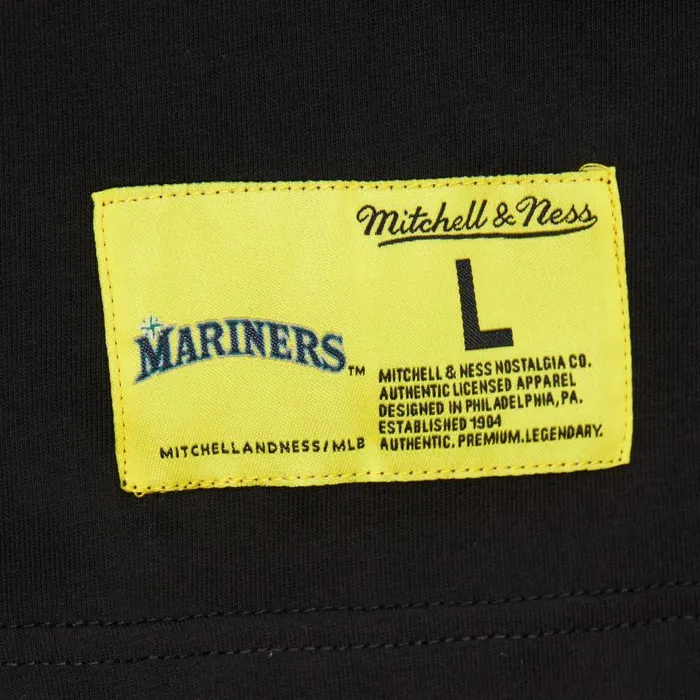 Mitchell & Ness
L
MARINERS™
MITCHELL & NESS NOSTALGIA CO.
AUTHENTIC LICENSED APPAREL
DESIGNED IN PHILADELPHIA, PA.
ESTABLISHED 1904
AUTHENTIC. PREMIUM. LEGENDARY.
MITCHELLANDNESS/MLB